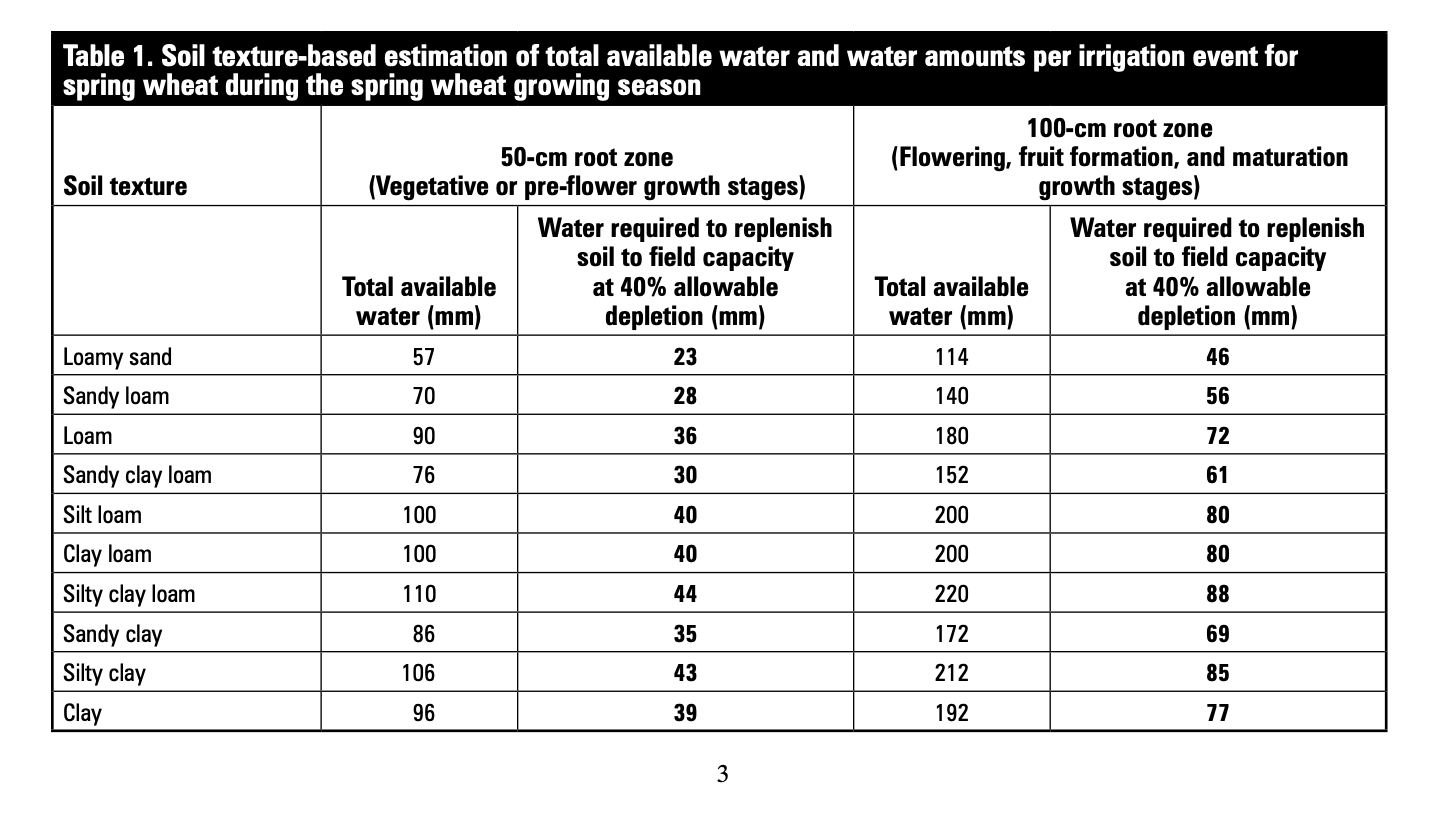 Table 1. Soil texture-based estimation of total available water and water amounts per irrigation event for
spring wheat during the spring wheat growing season
Soil texture
50-cm root zone
(Vegetative or pre-flower growth stages)
100-cm root zone
(Flowering, fruit formation, and maturation
growth stages)
Total available
water (mm)
Water required to replenish
soil to field capacity
at 40% allowable
depletion (mm)
Total available
water (mm)
Water required to replenish
soil to field capacity
at 40% allowable
depletion (mm)
Loamy sand 57 23 114 46
Sandy loam 70 28 140 56
Loam 90 36 180 72
Sandy clay loam 76 30 152 61
Silt loam 100 40 200 80
Clay loam 100 40 200 80
Silty clay loam 110 44 220 88
Sandy clay 86 35 172 69
Silty clay 106 43 212 85
Clay 96 39 192 77
3